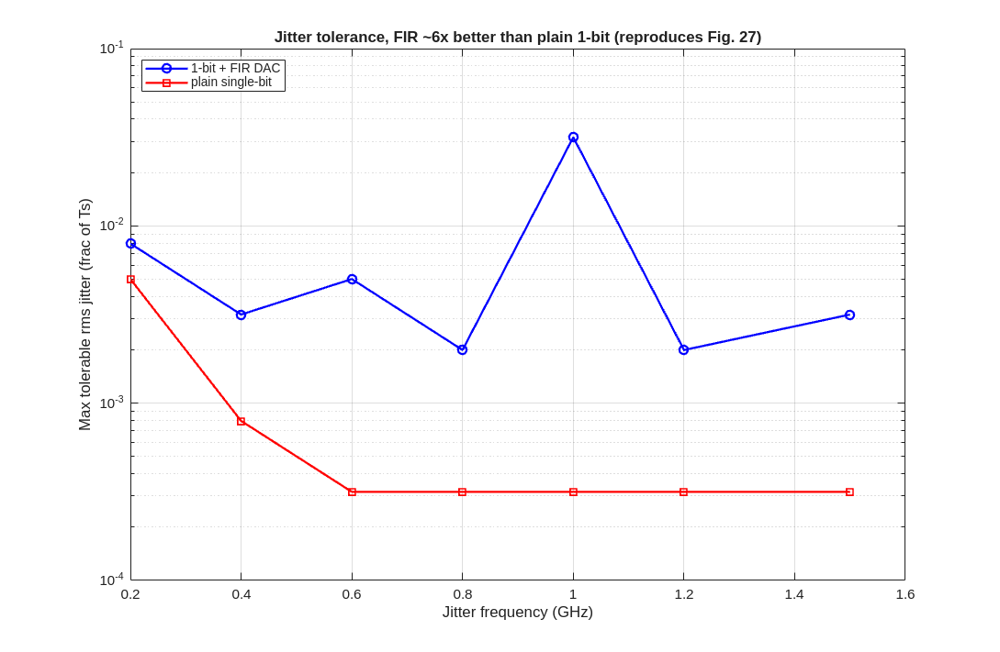 Jitter tolerance, FIR ~6x better than plain 1-bit (reproduces Fig. 27)
1-bit + FIR DAC
plain single-bit
Max tolerable rms jitter (frac of Ts)
10-1
10-2
10-3
10-4
0.2 0.4 0.6 0.8 1 1.2 1.4 1.6
Jitter frequency (GHz)